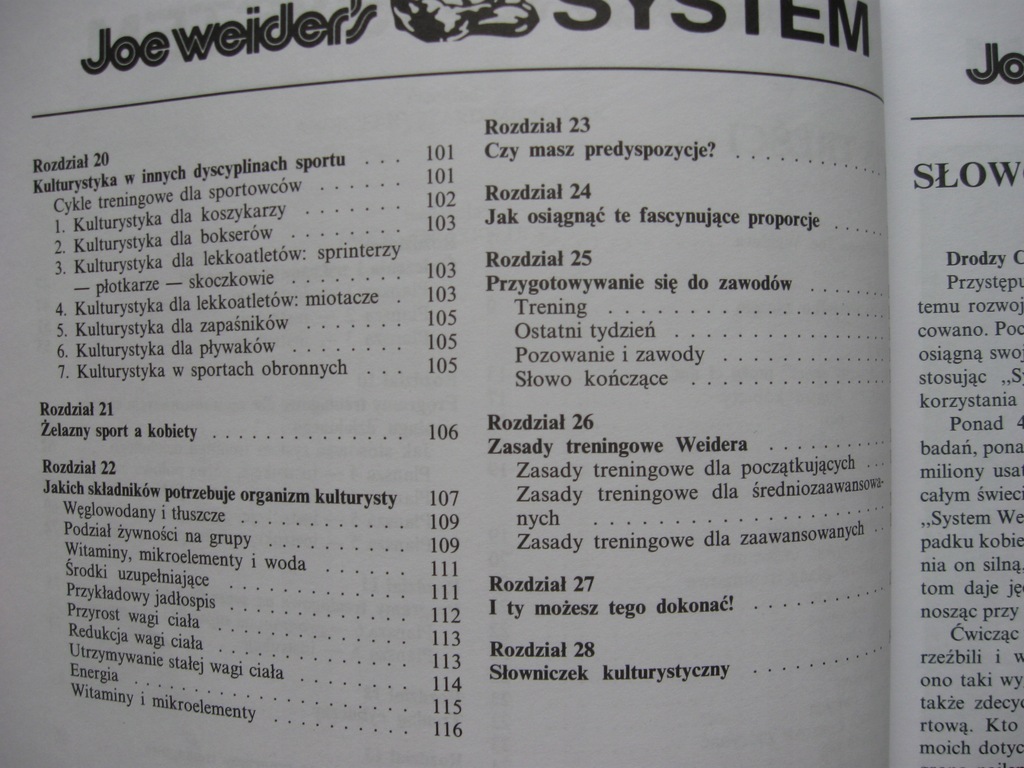 Joe weider's SYSTEM
Rozdział 20
Kulturystyka w innych dyscyplinach sportu . . . 101
Cykle treningowe dla sportowców . . . . . . 101
1. Kulturystyka dla koszykarzy . . . . . . . 102
2. Kulturystyka dla bokserów . . . . . . . . 103
3. Kulturystyka dla lekkoatletów: sprinterzy
— płotkarze — skoczkowie . . . . . . . 103
4. Kulturystyka dla lekkoatletów: miotacze . 103
5. Kulturystyka dla zapaśników . . . . . . . 105
6. Kulturystyka dla pływaków . . . . . . . 105
7. Kulturystyka w sportach obronnych . . . 105
Rozdział 21
Żelazny sport a kobiety . . . . . . . . . . . . 106
Rozdział 22
Jakich składników potrzebuje organizm kulturysty 107
Węglowodany i tłuszcze . . . . . . . . . . 109
Podział żywności na grupy . . . . . . . . . 109
Witaminy, mikroelementy i woda . . . . . . 111
Środki uzupełniające . . . . . . . . . . . 111
Przykładowy jadłospis . . . . . . . . . . . 112
Przyrost wagi ciała . . . . . . . . . . . . 113
Redukcja wagi ciała . . . . . . . . . . . . 113
Utrzymywanie stałej wagi ciała . . . . . . . 114
Energia . . . . . . . . . . . . . . . . . 115
Witaminy i mikroelementy . . . . . . . . . 116
Rozdział 23
Czy masz predyspozycje? . . . . . . . . . . .
Rozdział 24
Jak osiągnąć te fascynujące proporcje . . . .
Rozdział 25
Przygotowywanie się do zawodów . . . . . .
Trening . . . . . . . . . . . . . . . . .
Ostatni tydzień . . . . . . . . . . . . .
Pozowanie i zawody . . . . . . . . . . .
Słowo kończące . . . . . . . . . . . . .
Rozdział 26
Zasady treningowe Weidera . . . . . . . . .
Zasady treningowe dla początkujących . . .
Zasady treningowe dla średniozaawansowa-
nych . . . . . . . . . . . . . . . . . .
Zasady treningowe dla zaawansowanych . .
Rozdział 27
I ty możesz tego dokonać! . . . . . . . . . .
Rozdział 28
Słowniczek kulturystyczny . . . . . . . . . .
Jo
SŁOW
Drodzy C
Przystępu
temu rozwoj
cowano. Poc
osiągną swoj
stosując ,,Sy
korzystania
Ponad 4
badań, pona
miliony usat
całym świeci
,,System We
padku kobie
nia on silną,
tom daje ję
nosząc przy
Ćwicząc
rzeźbili i w
ono taki wy
także zdecy
rtową. Kto
moich dotyc